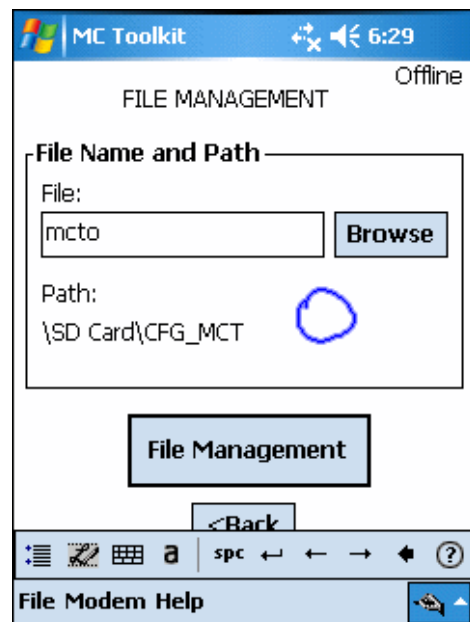 MC Toolkit 6:29
Offline
FILE MANAGEMENT
File Name and Path
File:
mcto Browse
Path:
\SD Card\CFG_MCT
File Management
<Back
a spc ?
File Modem Help